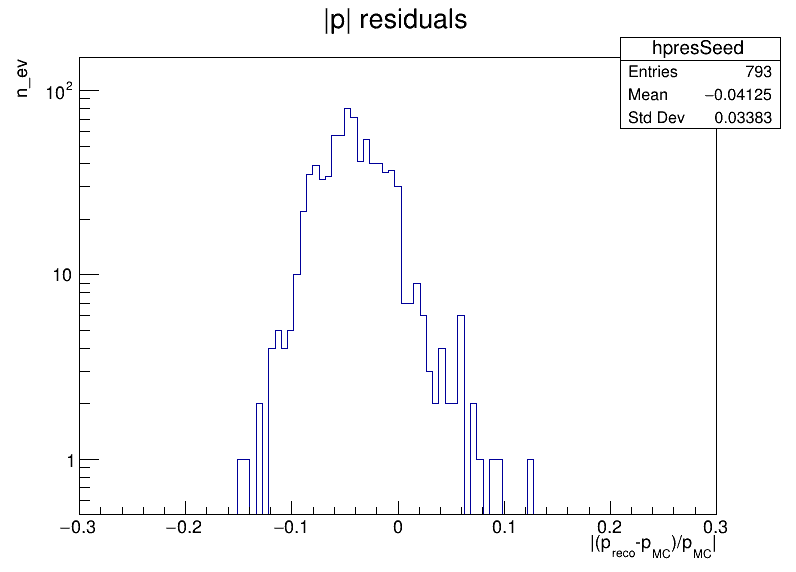 |p| residuals
hpresSeed
Entries 793
Mean −0.04125
Std Dev 0.03383
n_ev
10²
10
1
−0.3 −0.2 −0.1 0 0.1 0.2 0.3
|(p_reco-p_MC)/p_MC|